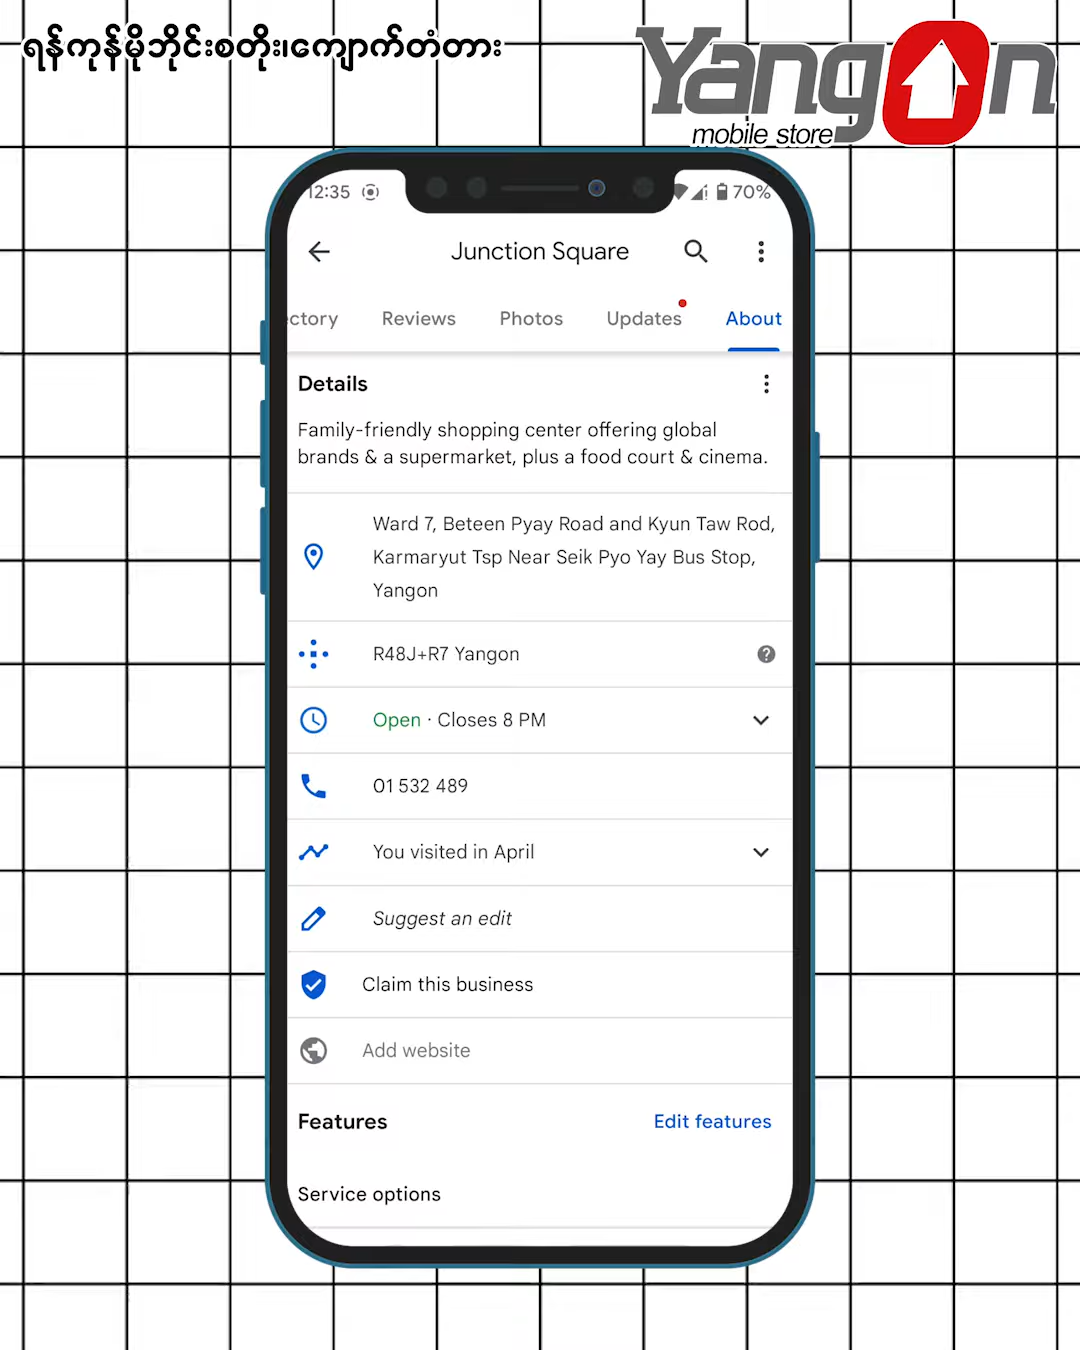 ရန်ကုန်မိုဘိုင်းစတိုး၊ကျောက်တံတား
YangOn
mobile store
12:35
70%
Junction Square
ectory
Reviews
Photos
Updates
About
Details
Family-friendly shopping center offering global
brands & a supermarket, plus a food court & cinema.
Ward 7, Beteen Pyay Road and Kyun Taw Rod,
Karmaryut Tsp Near Seik Pyo Yay Bus Stop,
Yangon
R48J+R7 Yangon
Open · Closes 8 PM
01 532 489
You visited in April
Suggest an edit
Claim this business
Add website
Features
Edit features
Service options